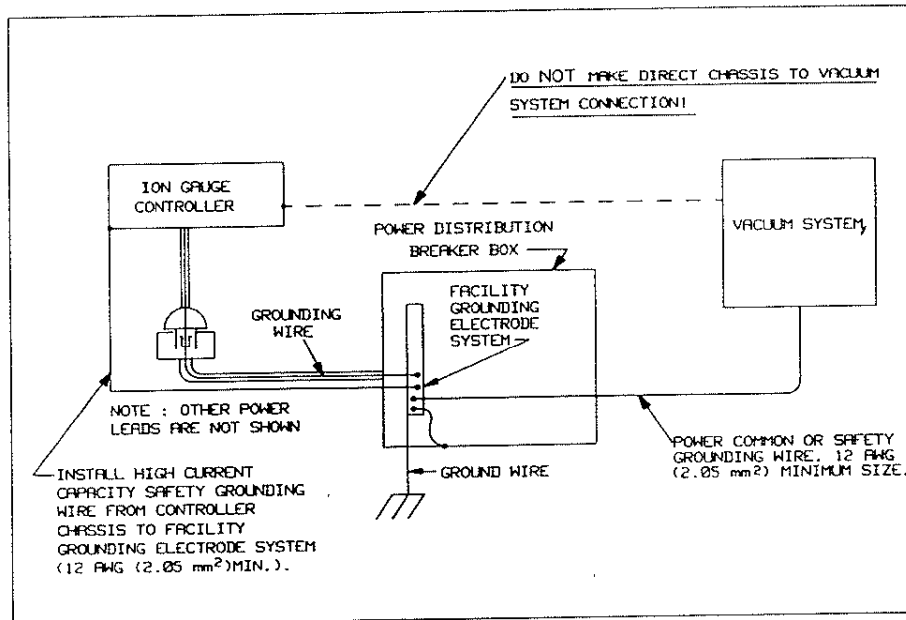 DO NOT MAKE DIRECT CHASSIS TO VACUUM
SYSTEM CONNECTION!
ION GAUGE
CONTROLLER
POWER DISTRIBUTION
BREAKER BOX
VACUUM SYSTEM
FACILITY
GROUNDING
ELECTRODE
SYSTEM
GROUNDING
WIRE
NOTE : OTHER POWER
LEADS ARE NOT SHOWN
GROUND WIRE
POWER COMMON OR SAFETY
GROUNDING WIRE, 12 AWG
(2.05 mm²) MINIMUM SIZE.
INSTALL HIGH CURRENT
CAPACITY SAFETY GROUNDING
WIRE FROM CONTROLLER
CHASSIS TO FACILITY
GROUNDING ELECTRODE SYSTEM
(12 AWG (2.05 mm²)MIN.).